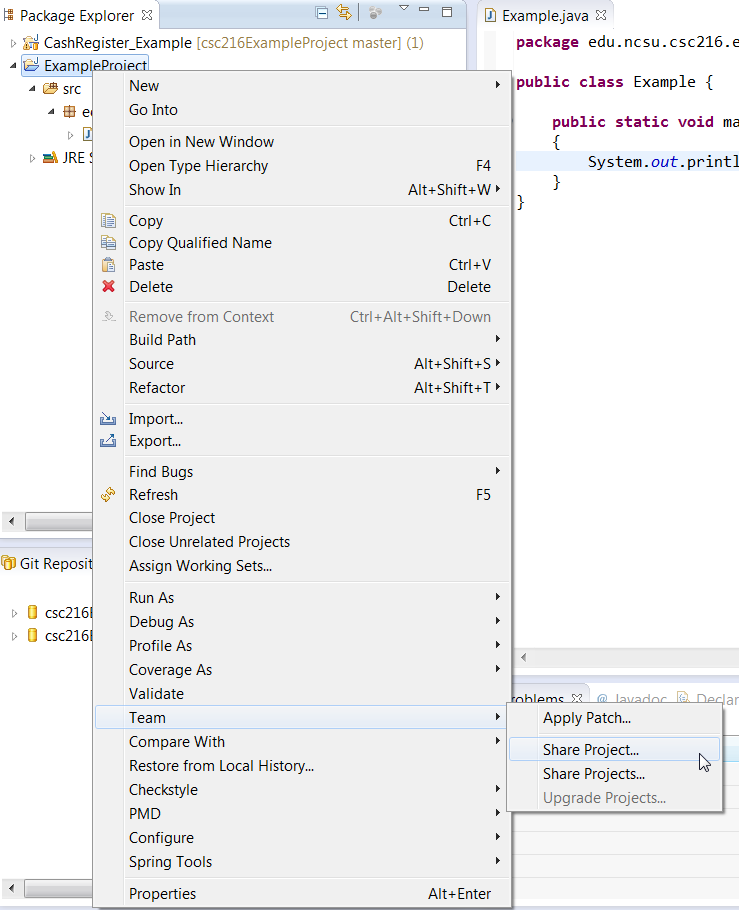 Package Explorer
CashRegister_Example [csc216ExampleProject master] (1)
ExampleProject
src
JRE
Git Reposit
New
Go Into
Open in New Window
Open Type Hierarchy F4
Show In Alt+Shift+W
Copy Ctrl+C
Copy Qualified Name
Paste Ctrl+V
Delete Delete
Remove from Context Ctrl+Alt+Shift+Down
Build Path
Source Alt+Shift+S
Refactor Alt+Shift+T
Import...
Export...
Find Bugs
Refresh F5
Close Project
Close Unrelated Projects
Assign Working Sets...
Run As
Debug As
Profile As
Coverage As
Validate
Team
Compare With
Restore from Local History...
Checkstyle
PMD
Configure
Spring Tools
Properties Alt+Enter
Apply Patch...
Share Project...
Share Projects...
Upgrade Projects...
Example.java
package edu.ncsu.csc216.e
public class Example {
public static void ma
{
System.out.printl
}
}
roblems @ Javadoc Declar
csc216E
csc216E